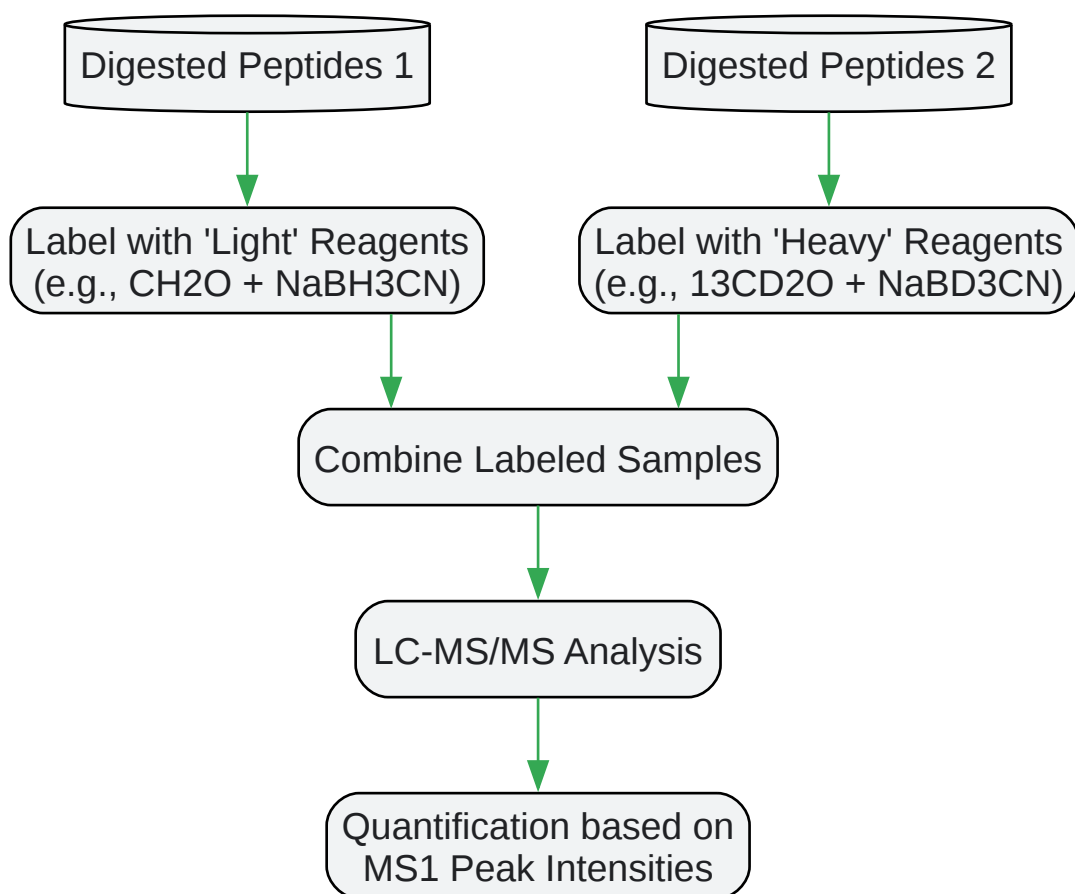 Digested Peptides 1
Digested Peptides 2
Label with 'Light' Reagents
(e.g., CH2O + NaBH3CN)
Label with 'Heavy' Reagents
(e.g., 13CD2O + NaBD3CN)
Combine Labeled Samples
LC-MS/MS Analysis
Quantification based on
MS1 Peak Intensities